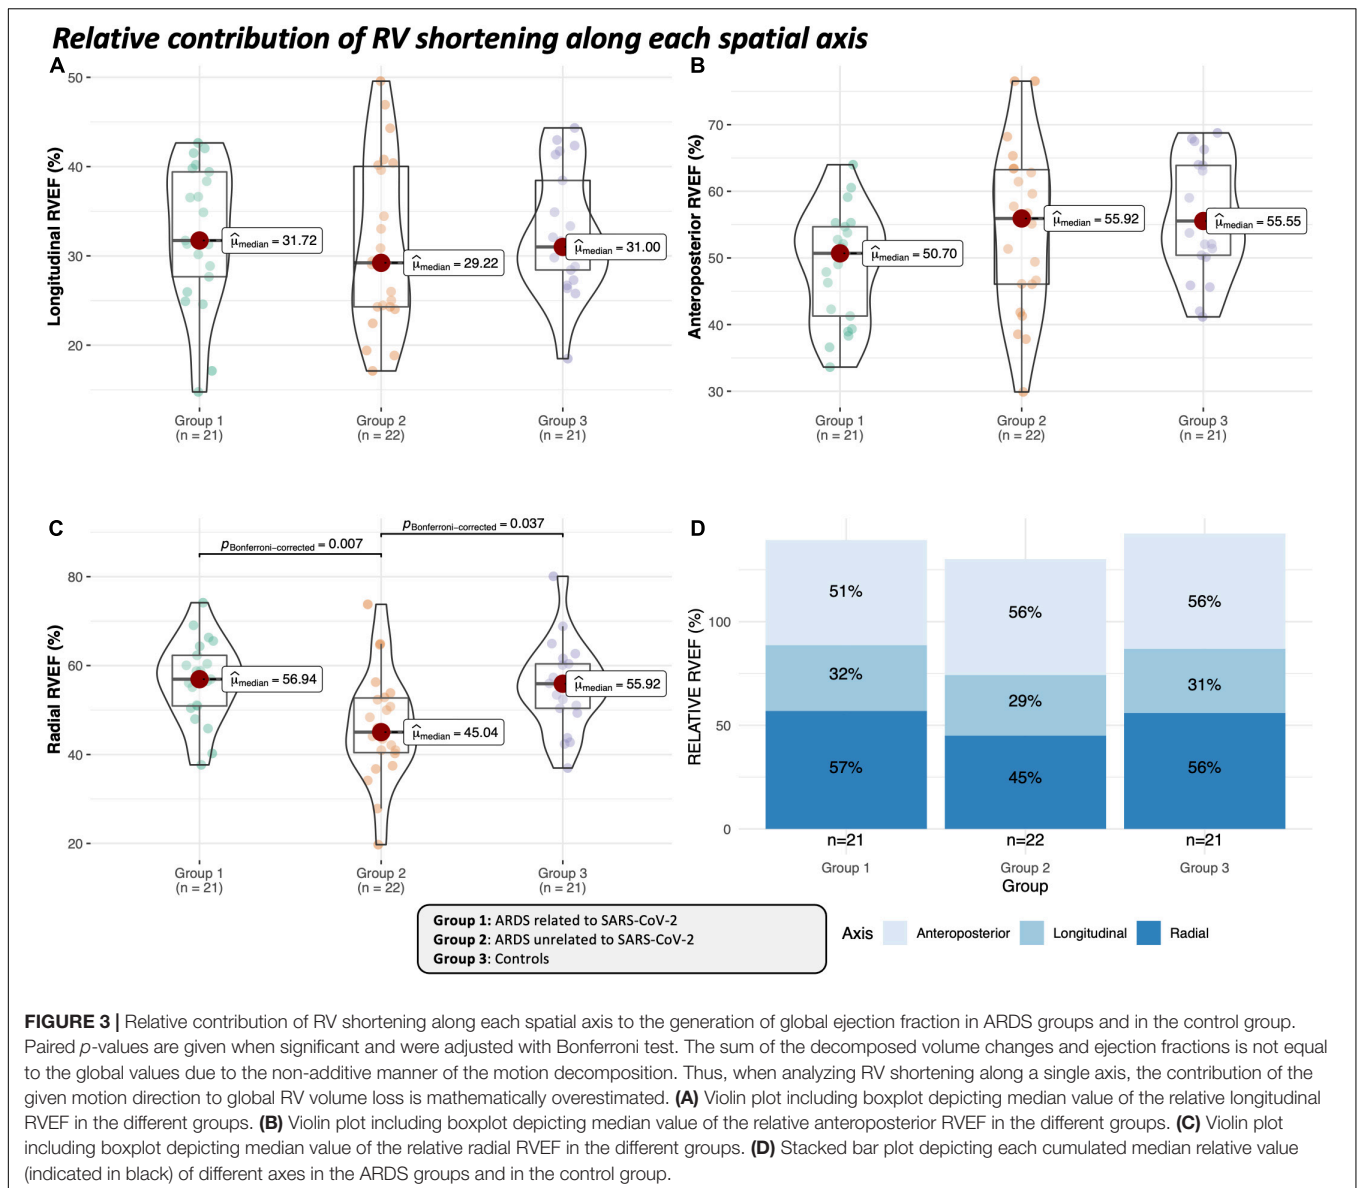 Relative contribution of RV shortening along each spatial axis
A
Longitudinal RVEF (%)
50
40
30
20
μ̂median = 31.72
μ̂median = 29.22
μ̂median = 31.00
Group 1
(n = 21)
Group 2
(n = 22)
Group 3
(n = 21)
B
Anteroposterior RVEF (%)
70
60
50
40
30
μ̂median = 50.70
μ̂median = 55.92
μ̂median = 55.55
Group 1
(n = 21)
Group 2
(n = 22)
Group 3
(n = 21)
C
Radial RVEF (%)
80
60
40
20
pBonferroni−corrected = 0.007
pBonferroni−corrected = 0.037
μ̂median = 56.94
μ̂median = 45.04
μ̂median = 55.92
Group 1
(n = 21)
Group 2
(n = 22)
Group 3
(n = 21)
D
RELATIVE RVEF (%)
100
50
0
51% 56% 56%
32% 29% 31%
57% 45% 56%
n=21 n=22 n=21
Group 1 Group 2 Group 3
Group
Axis Anteroposterior Longitudinal Radial
Group 1: ARDS related to SARS-CoV-2
Group 2: ARDS unrelated to SARS-CoV-2
Group 3: Controls
FIGURE 3 | Relative contribution of RV shortening along each spatial axis to the generation of global ejection fraction in ARDS groups and in the control group.
Paired p-values are given when significant and were adjusted with Bonferroni test. The sum of the decomposed volume changes and ejection fractions is not equal
to the global values due to the non-additive manner of the motion decomposition. Thus, when analyzing RV shortening along a single axis, the contribution of the
given motion direction to global RV volume loss is mathematically overestimated. (A) Violin plot including boxplot depicting median value of the relative longitudinal
RVEF in the different groups. (B) Violin plot including boxplot depicting median value of the relative anteroposterior RVEF in the different groups. (C) Violin plot
including boxplot depicting median value of the relative radial RVEF in the different groups. (D) Stacked bar plot depicting each cumulated median relative value
(indicated in black) of different axes in the ARDS groups and in the control group.